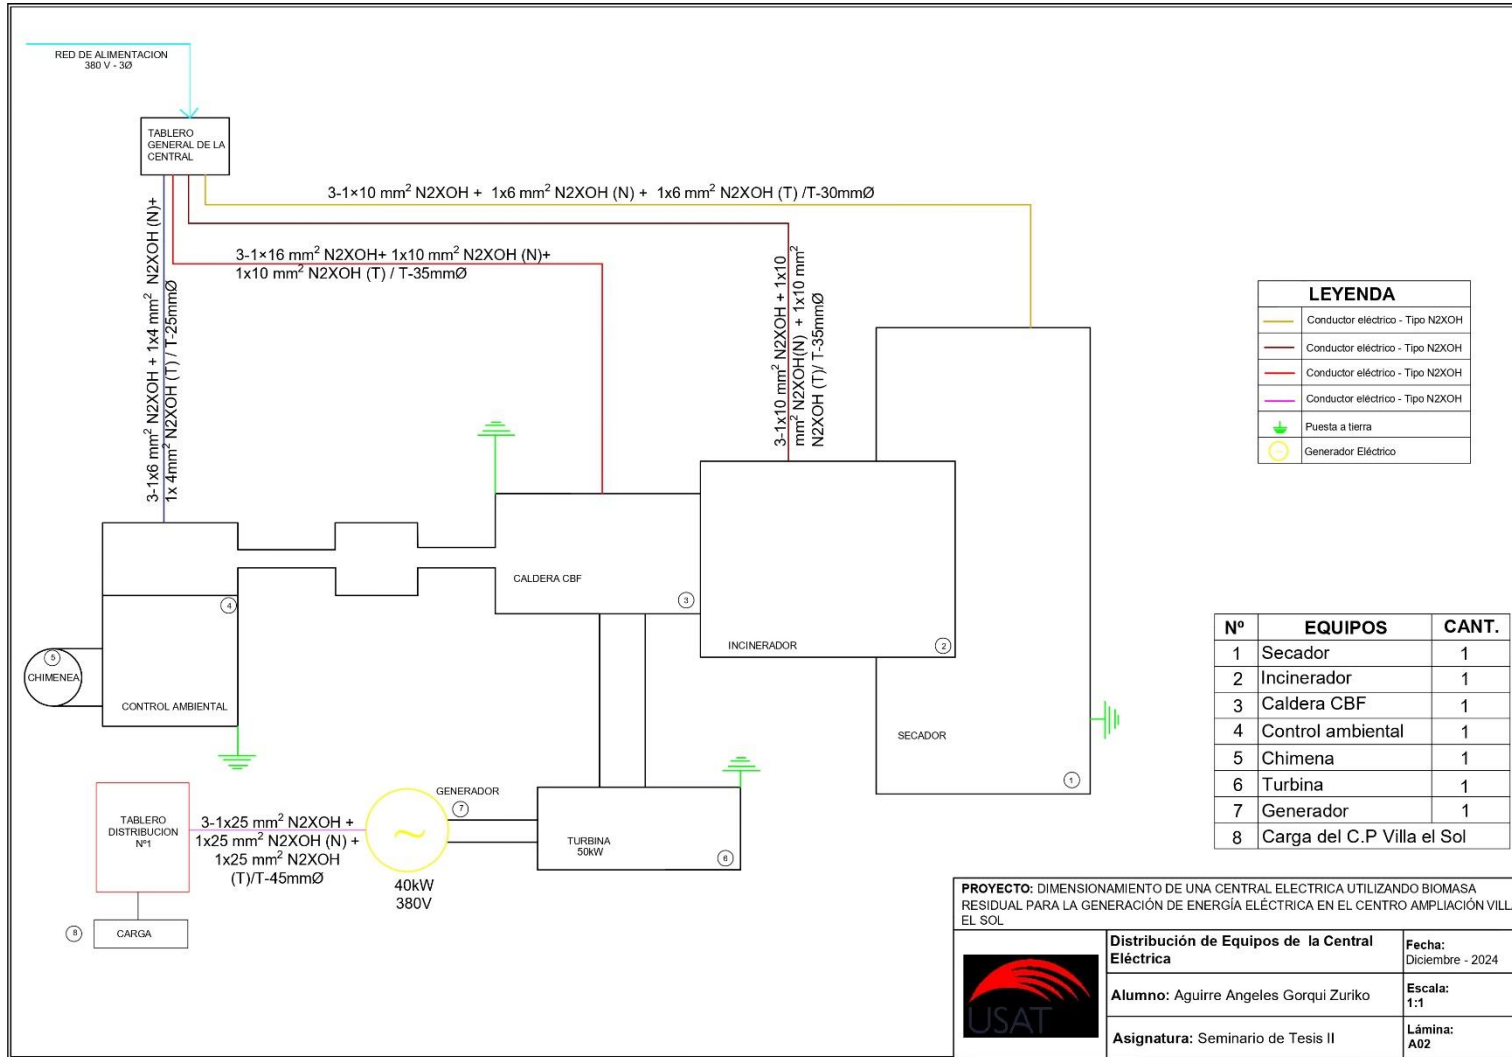 RED DE ALIMENTACION
380 V - 3Ø
TABLERO
GENERAL DE LA
CENTRAL
3-1×10 mm² N2XOH + 1x6 mm² N2XOH (N) + 1x6 mm² N2XOH (T) /T-30mmØ
3-1×16 mm² N2XOH+ 1x10 mm² N2XOH (N)+
1x10 mm² N2XOH (T) / T-35mmØ
3-1x6 mm² N2XOH + 1x4 mm² N2XOH (N)+
1x 4mm² N2XOH (T) / T-25mmØ
3-1x10 mm² N2XOH + 1x10
mm² N2XOH(N) + 1x10 mm²
N2XOH (T)/ T-35mmØ
LEYENDA
Conductor eléctrico - Tipo N2XOH
Conductor eléctrico - Tipo N2XOH
Conductor eléctrico - Tipo N2XOH
Conductor eléctrico - Tipo N2XOH
Puesta a tierra
~ Generador Eléctrico
CALDERA CBF
3
INCINERADOR
2
4
5
CHIMENEA
CONTROL AMBIENTAL
SECADOR
1
Nº EQUIPOS CANT.
1 Secador 1
2 Incinerador 1
3 Caldera CBF 1
4 Control ambiental 1
5 Chimena 1
6 Turbina 1
7 Generador 1
8 Carga del C.P Villa el Sol
GENERADOR
7
TABLERO
DISTRIBUCION
Nº1
3-1x25 mm² N2XOH +
1x25 mm² N2XOH (N) +
1x25 mm² N2XOH
(T)/T-45mmØ
~
40kW
380V
TURBINA
50kW
6
8
CARGA
PROYECTO: DIMENSIONAMIENTO DE UNA CENTRAL ELECTRICA UTILIZANDO BIOMASA
RESIDUAL PARA LA GENERACIÓN DE ENERGÍA ELÉCTRICA EN EL CENTRO AMPLIACIÓN VILL
EL SOL
USAT
Distribución de Equipos de la Central
Eléctrica
Fecha:
Diciembre - 2024
Alumno: Aguirre Angeles Gorqui Zuriko
Escala:
1:1
Asignatura: Seminario de Tesis II
Lámina:
A02